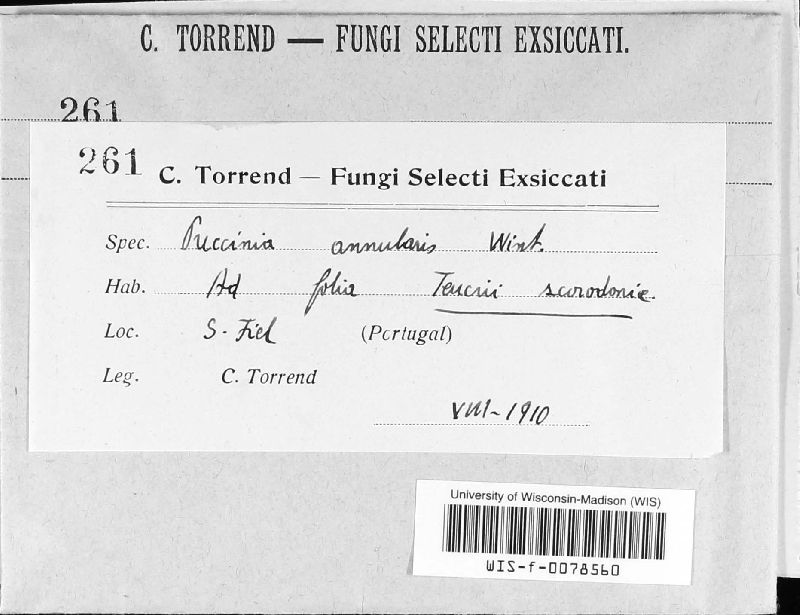 C. TORREND — FUNGI SELECTI EXSICCATI.
261
261 C. Torrend — Fungi Selecti Exsiccati
Spec. Puccinia annularis Wint.
Hab. Ad folia Teucrii scorodonie.
Loc. S. Fiel (Portugal)
Leg. C. Torrend
VIII-1910
University of Wisconsin-Madison (WIS)
WIS-f-0078560